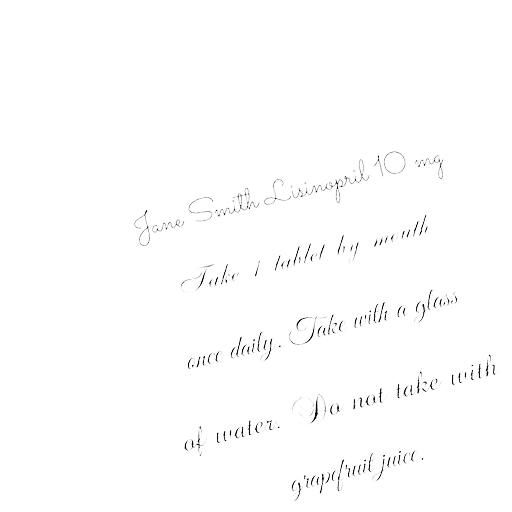 Jane Smith Lisinopril 10 mg
Take 1 tablet by mouth
once daily. Take with a glass
of water. Do not take with
grapefruit juice.